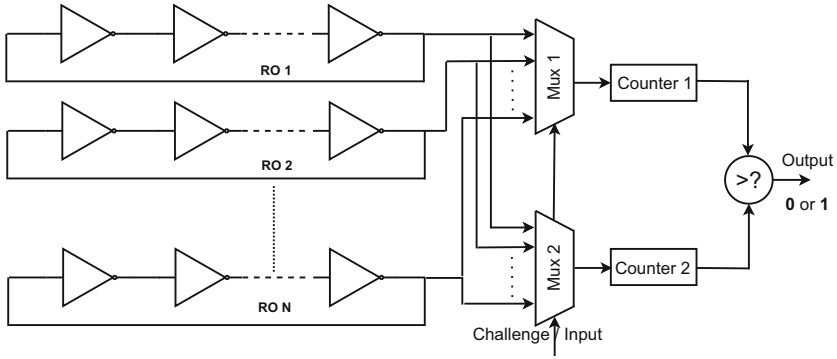 RO 1
Mux 1
Counter 1
RO 2
>?
Output
0 or 1
Mux 2
Counter 2
RO N
Challenge / Input